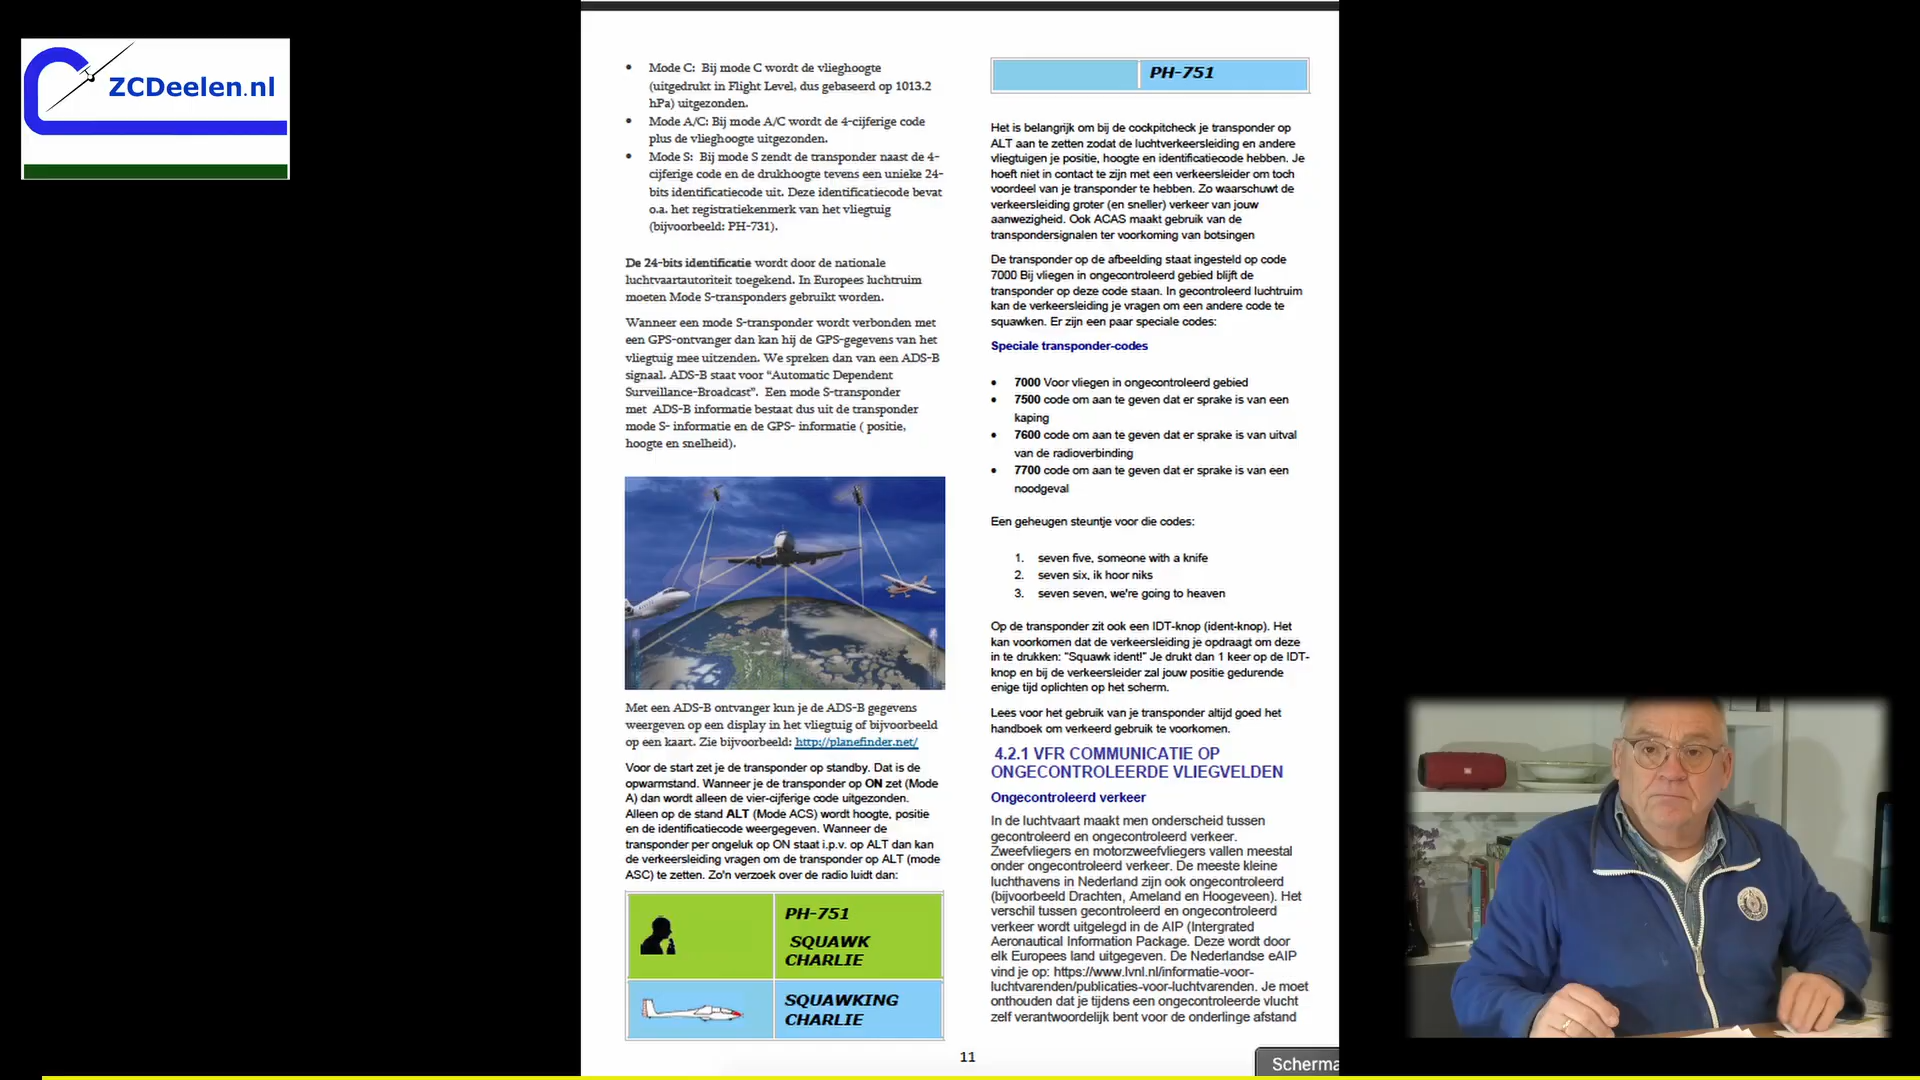 ZCDeelen.nl
• Mode C: Bij mode C wordt de vlieghoogte
(uitgedrukt in Flight Level, dus gebaseerd op 1013.2
hPa) uitgezonden.
• Mode A/C: Bij mode A/C wordt de 4-cijferige code
plus de vlieghoogte uitgezonden.
• Mode S: Bij mode S zendt de transponder naast de 4-
cijferige code en de drukhoogte tevens een unieke 24-
bits identificatiecode uit. Deze identificatiecode bevat
o.a. het registratiekenmerk van het vliegtuig
(bijvoorbeeld: PH-731).
De 24-bits identificatie wordt door de nationale
luchtvaartautoriteit toegekend. In Europees luchtruim
moeten Mode S-transponders gebruikt worden.
Wanneer een mode S-transponder wordt verbonden met
een GPS-ontvanger dan kan hij de GPS-gegevens van het
vliegtuig mee uitzenden. We spreken dan van een ADS-B
signaal. ADS-B staat voor “Automatic Dependent
Surveillance-Broadcast”. Een mode S-transponder
met ADS-B informatie bestaat dus uit de transponder
mode S- informatie en de GPS- informatie ( positie,
hoogte en snelheid).
Met een ADS-B ontvanger kun je de ADS-B gegevens
weergeven op een display in het vliegtuig of bijvoorbeeld
op een kaart. Zie bijvoorbeeld: http://planefinder.net/
Voor de start zet je de transponder op standby. Dat is de
opwarmstand. Wanneer je de transponder op ON zet (Mode
A) dan wordt alleen de vier-cijferige code uitgezonden.
Alleen op de stand ALT (Mode ACS) wordt hoogte, positie
en de identificatiecode weergegeven. Wanneer de
transponder per ongeluk op ON staat i.p.v. op ALT dan kan
de verkeersleiding vragen om de transponder op ALT (mode
ASC) te zetten. Zo'n verzoek over de radio luidt dan:
PH-751
SQUAWK
CHARLIE
SQUAWKING
CHARLIE
PH-751
Het is belangrijk om bij de cockpitcheck je transponder op
ALT aan te zetten zodat de luchtverkeersleiding en andere
vliegtuigen je positie, hoogte en identificatiecode hebben. Je
hoeft niet in contact te zijn met een verkeersleider om toch
voordeel van je transponder te hebben. Zo waarschuwt de
verkeersleiding groter (en sneller) verkeer van jouw
aanwezigheid. Ook ACAS maakt gebruik van de
transpondersignalen ter voorkoming van botsingen
De transponder op de afbeelding staat ingesteld op code
7000 Bij vliegen in ongecontroleerd gebied blijft de
transponder op deze code staan. In gecontroleerd luchtruim
kan de verkeersleiding je vragen om een andere code te
squawken. Er zijn een paar speciale codes:
Speciale transponder-codes
• 7000 Voor vliegen in ongecontroleerd gebied
• 7500 code om aan te geven dat er sprake is van een
kaping
• 7600 code om aan te geven dat er sprake is van uitval
van de radioverbinding
• 7700 code om aan te geven dat er sprake is van een
noodgeval
Een geheugen steuntje voor die codes:
1. seven five, someone with a knife
2. seven six, ik hoor niks
3. seven seven, we're going to heaven
Op de transponder zit ook een IDT-knop (ident-knop). Het
kan voorkomen dat de verkeersleiding je opdraagt om deze
in te drukken: “Squawk ident!” Je drukt dan 1 keer op de IDT-
knop en bij de verkeersleider zal jouw positie gedurende
enige tijd oplichten op het scherm.
Lees voor het gebruik van je transponder altijd goed het
handboek om verkeerd gebruik te voorkomen.
4.2.1 VFR COMMUNICATIE OP
ONGECONTROLEERDE VLIEGVELDEN
Ongecontroleerd verkeer
In de luchtvaart maakt men onderscheid tussen
gecontroleerd en ongecontroleerd verkeer.
Zweefvliegers en motorzweefvliegers vallen meestal
onder ongecontroleerd verkeer. De meeste kleine
luchthavens in Nederland zijn ook ongecontroleerd
(bijvoorbeeld Drachten, Ameland en Hoogeveen). Het
verschil tussen gecontroleerd en ongecontroleerd
verkeer wordt uitgelegd in de AIP (Intergrated
Aeronautical Information Package. Deze wordt door
elk Europees land uitgegeven. De Nederlandse eAIP
vind je op: https://www.lvnl.nl/informatie-voor-
luchtvarenden/publicaties-voor-luchtvarenden. Je moet
onthouden dat je tijdens een ongecontroleerde vlucht
zelf verantwoordelijk bent voor de onderlinge afstand
11
Scherma